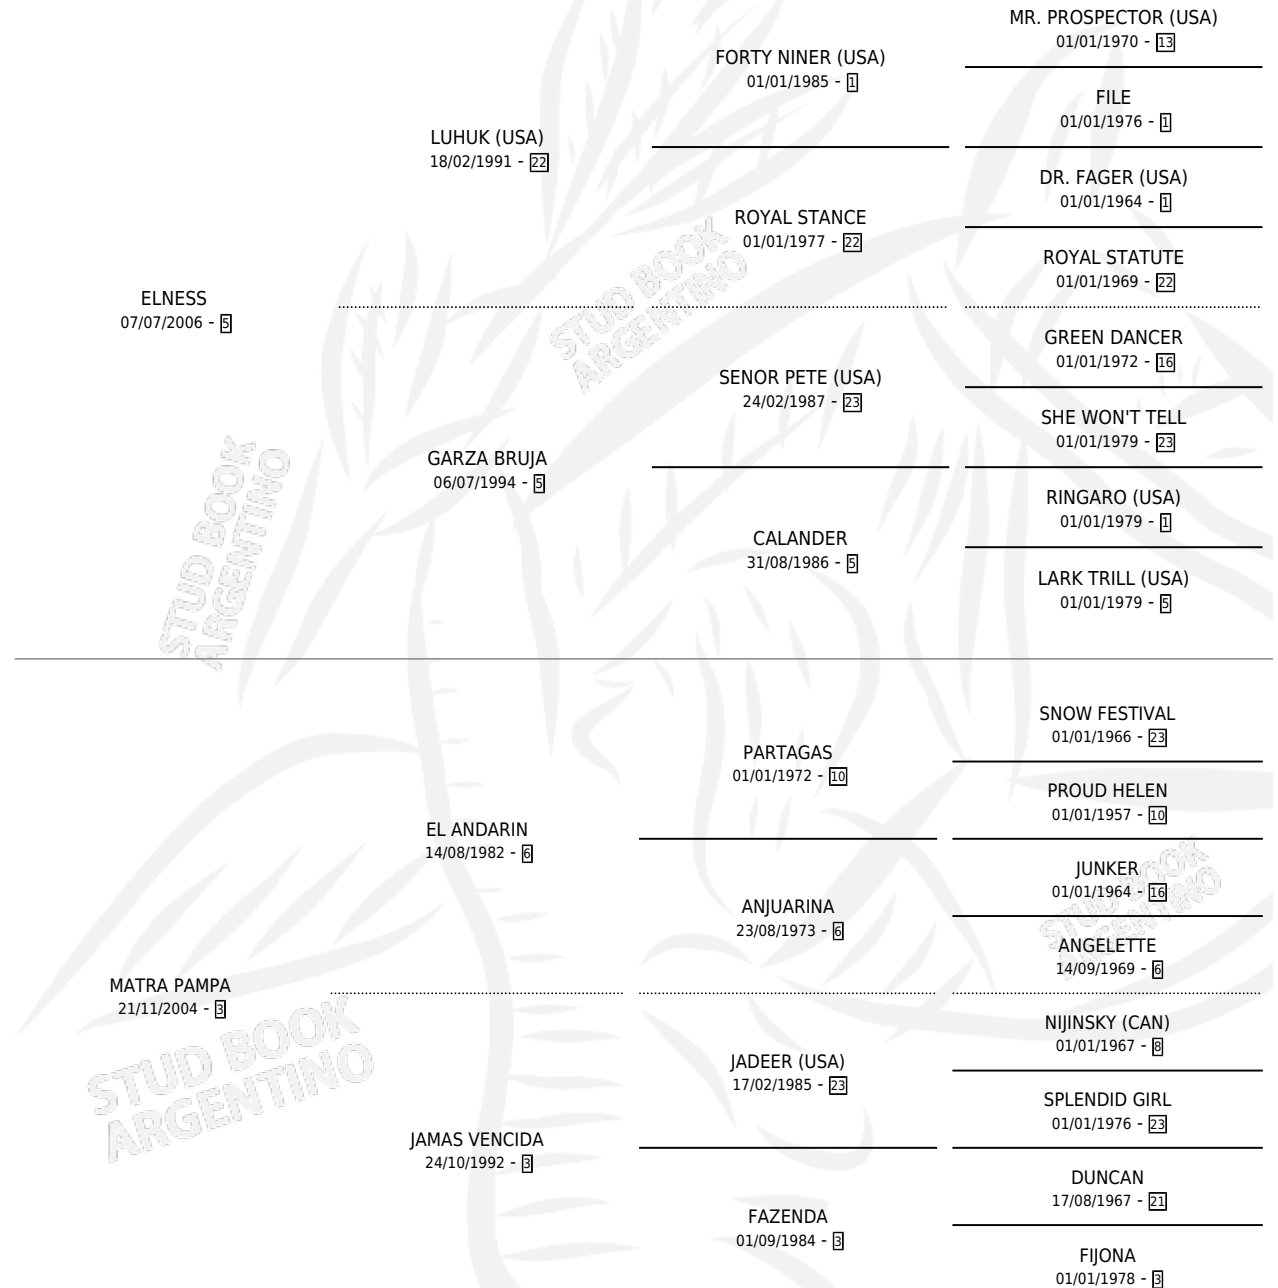 MR. PROSPECTOR (USA)
01/01/1970 - 13
FORTY NINER (USA)
01/01/1985 - 1
FILE
01/01/1976 - 1
LUHUK (USA)
18/02/1991 - 22
DR. FAGER (USA)
01/01/1964 - 1
ROYAL STANCE
01/01/1977 - 22
ROYAL STATUTE
01/01/1969 - 22
ELNESS
07/07/2006 - 5
GREEN DANCER
01/01/1972 - 16
SENOR PETE (USA)
24/02/1987 - 23
SHE WON'T TELL
01/01/1979 - 23
GARZA BRUJA
06/07/1994 - 5
RINGARO (USA)
01/01/1979 - 1
CALANDER
31/08/1986 - 5
LARK TRILL (USA)
01/01/1979 - 5
SNOW FESTIVAL
01/01/1966 - 23
PARTAGAS
01/01/1972 - 10
PROUD HELEN
01/01/1957 - 10
EL ANDARIN
14/08/1982 - 6
JUNKER
01/01/1964 - 16
ANJUARINA
23/08/1973 - 6
ANGELETTE
14/09/1969 - 6
MATRA PAMPA
21/11/2004 - 3
NIJINSKY (CAN)
01/01/1967 - 8
JADEER (USA)
17/02/1985 - 23
SPLENDID GIRL
01/01/1976 - 23
JAMAS VENCIDA
24/10/1992 - 3
DUNCAN
17/08/1967 - 21
FAZENDA
01/09/1984 - 3
FIJONA
01/01/1978 - 3
STUD BOOK
ARGENTINO
STUD BOOK
ARGENTINO
STUD BOOK
ARGENTINO
STUD BOOK
ARGENTINO